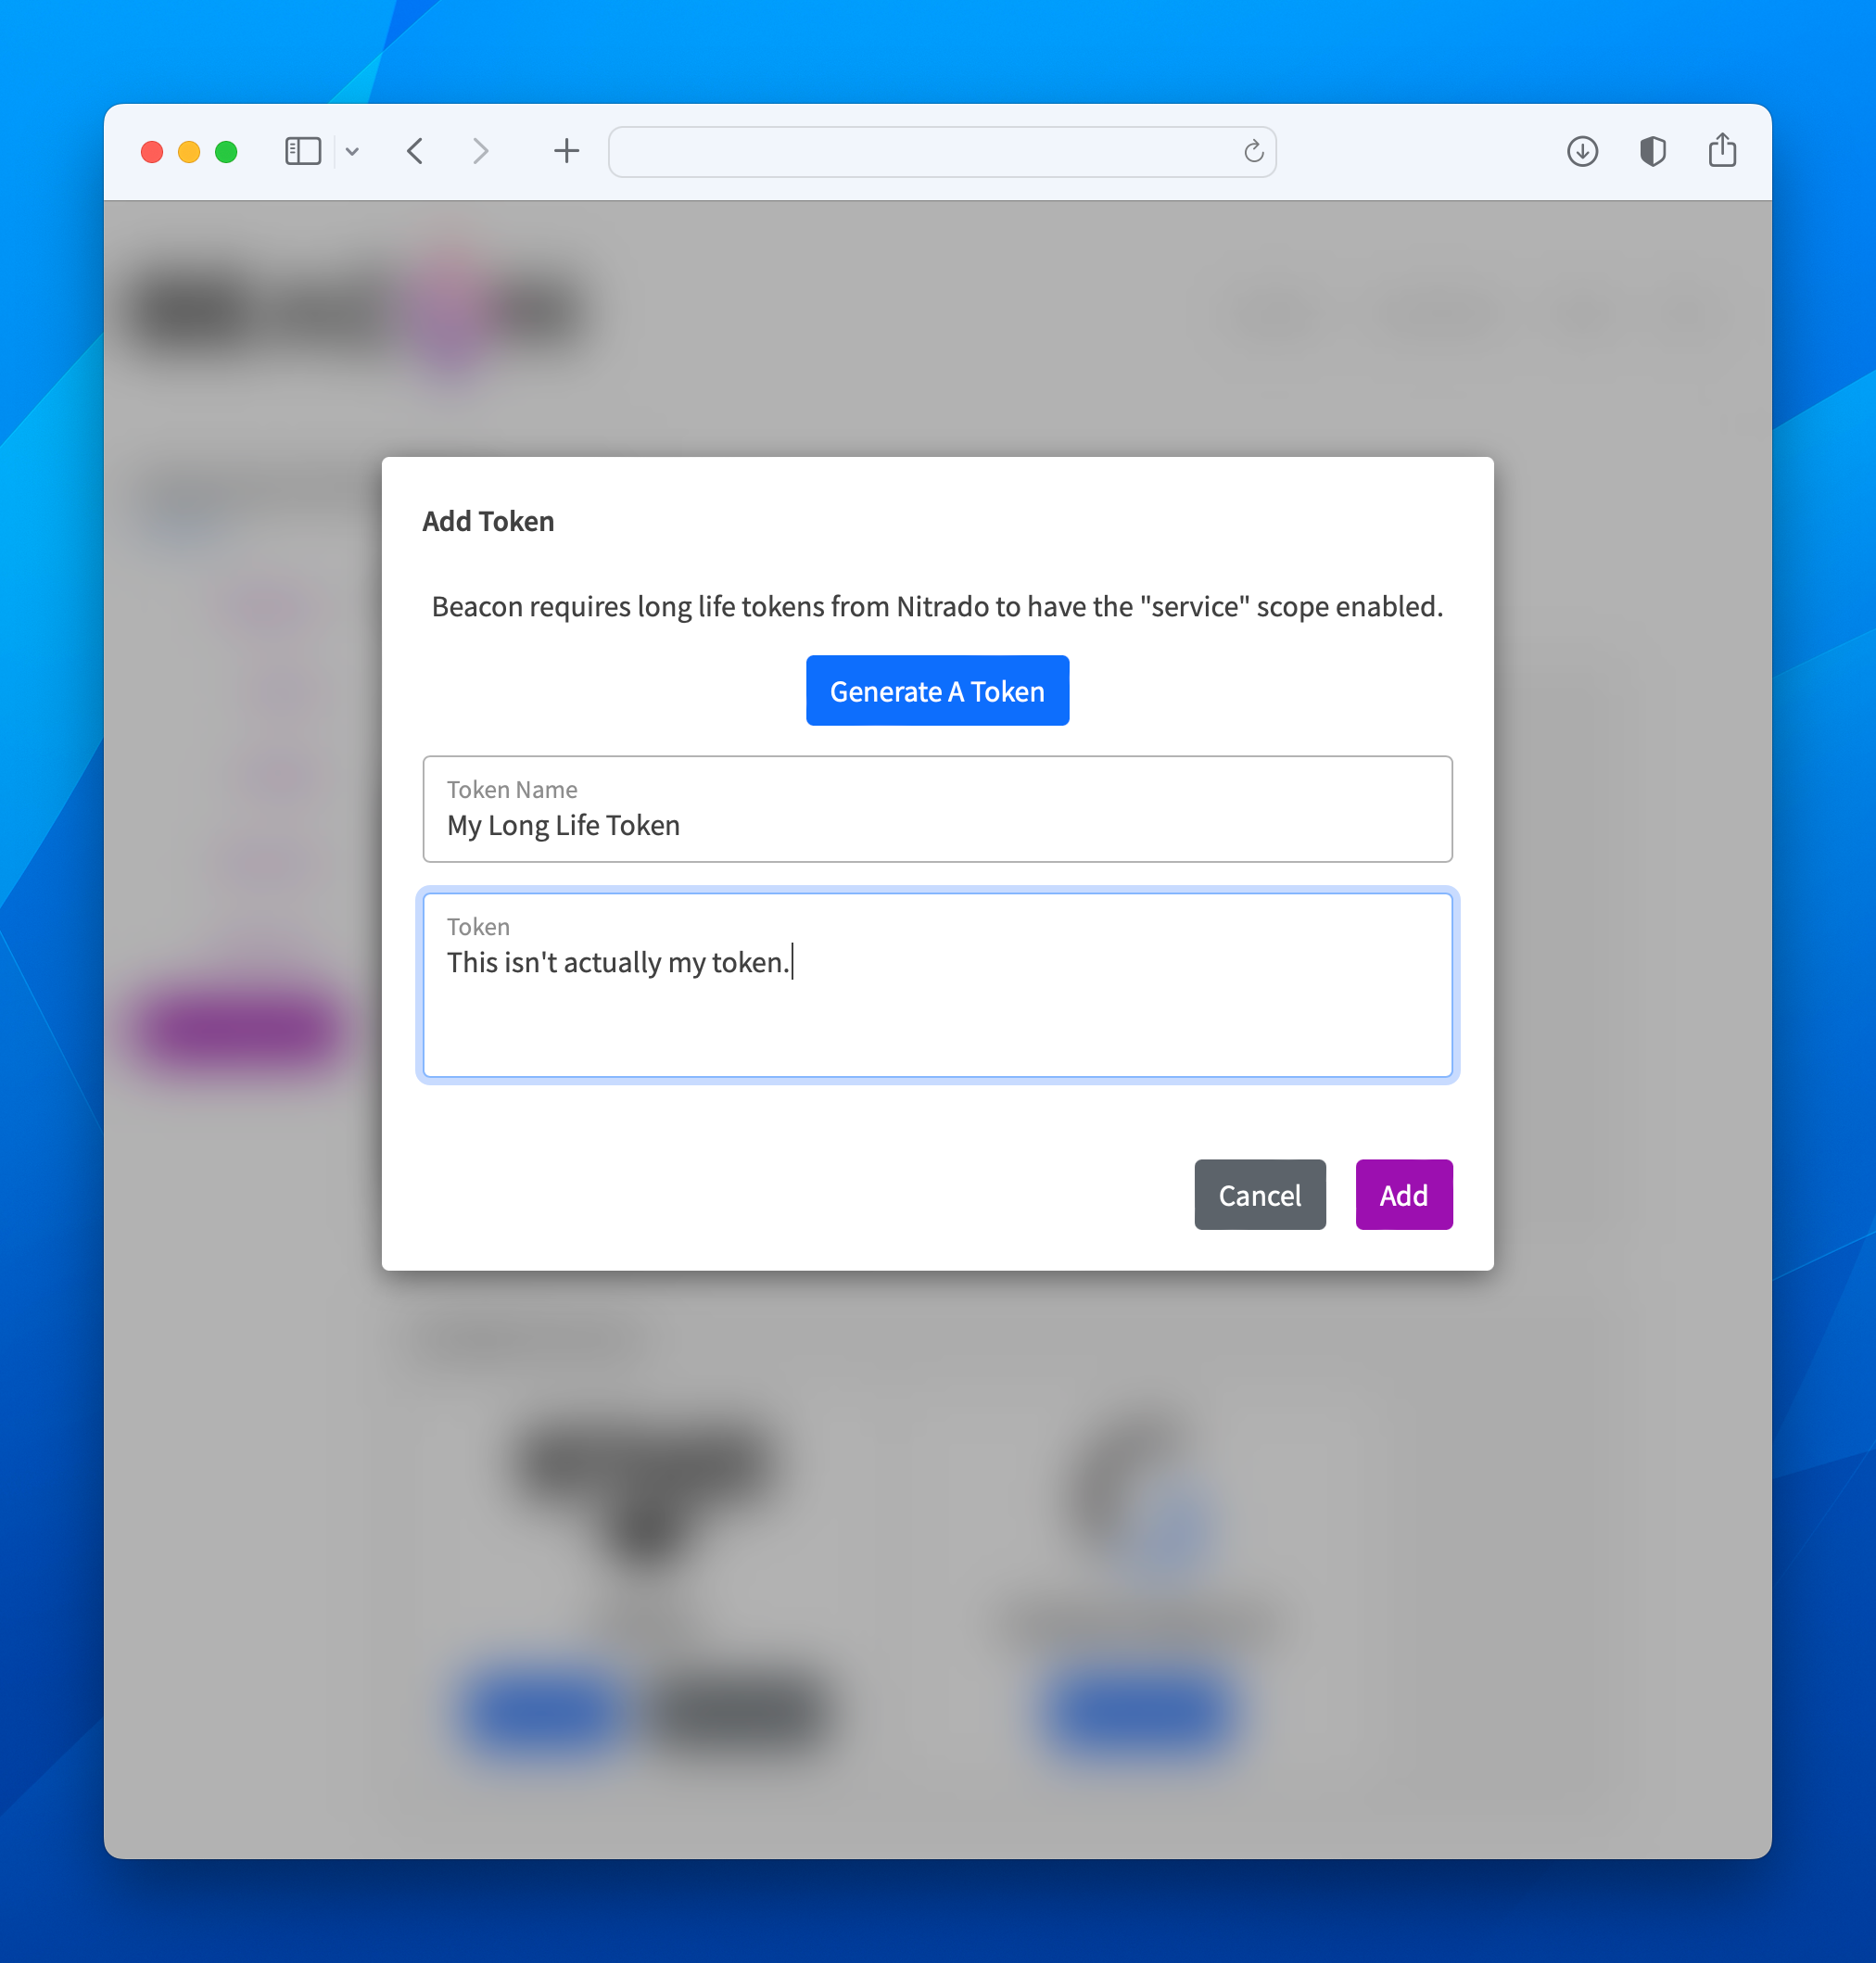 Add Token
Beacon requires long life tokens from Nitrado to have the "service" scope enabled.
Generate A Token
Token Name
My Long Life Token
Token
This isn't actually my token.
Cancel
Add